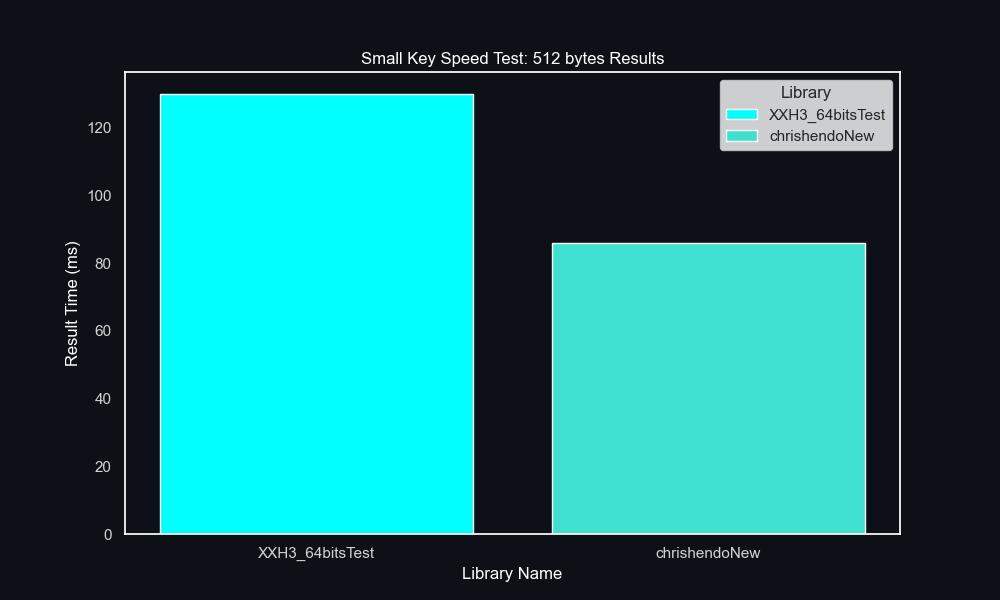 Small Key Speed Test: 512 bytes Results
Library
XXH3_64bitsTest
chrishendoNew
Result Time (ms)
120
100
80
60
40
20
0
XXH3_64bitsTest
chrishendoNew
Library Name